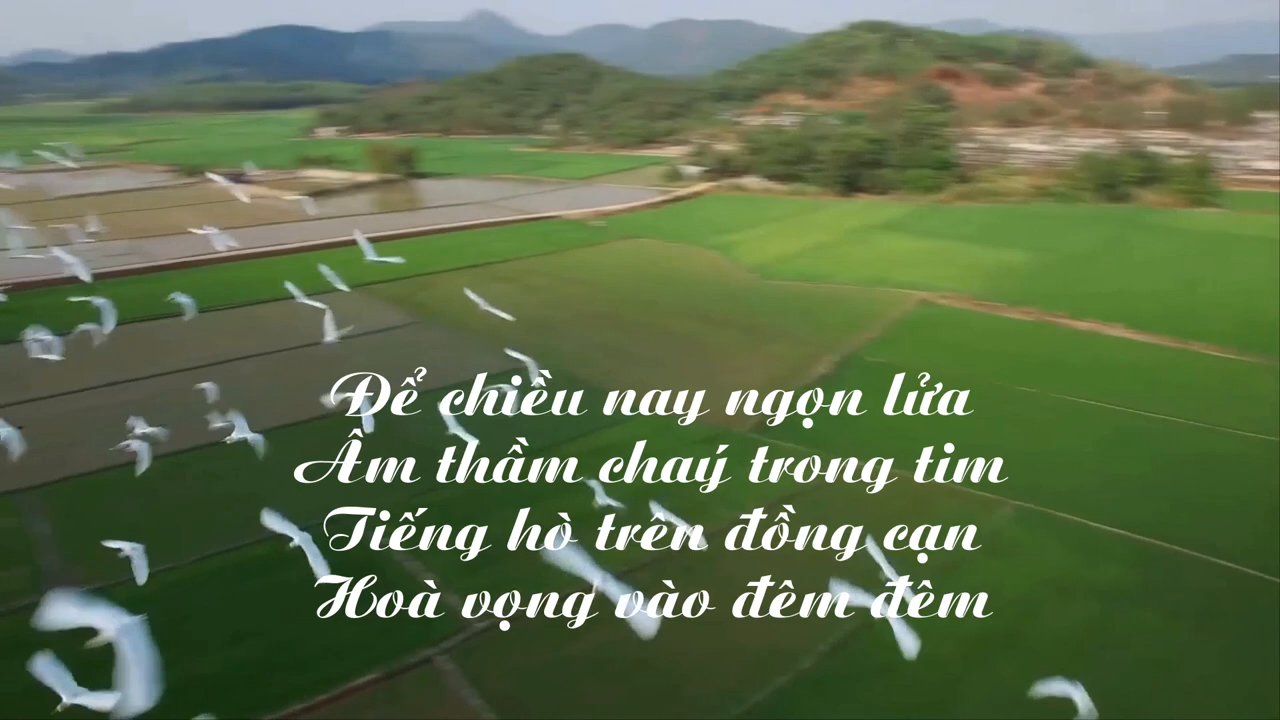 Để chiều nay ngọn lửa
Âm thầm chaý trong tim
Tiếng hò trên đồng cạn
Hoà vọng vào đêm đêm